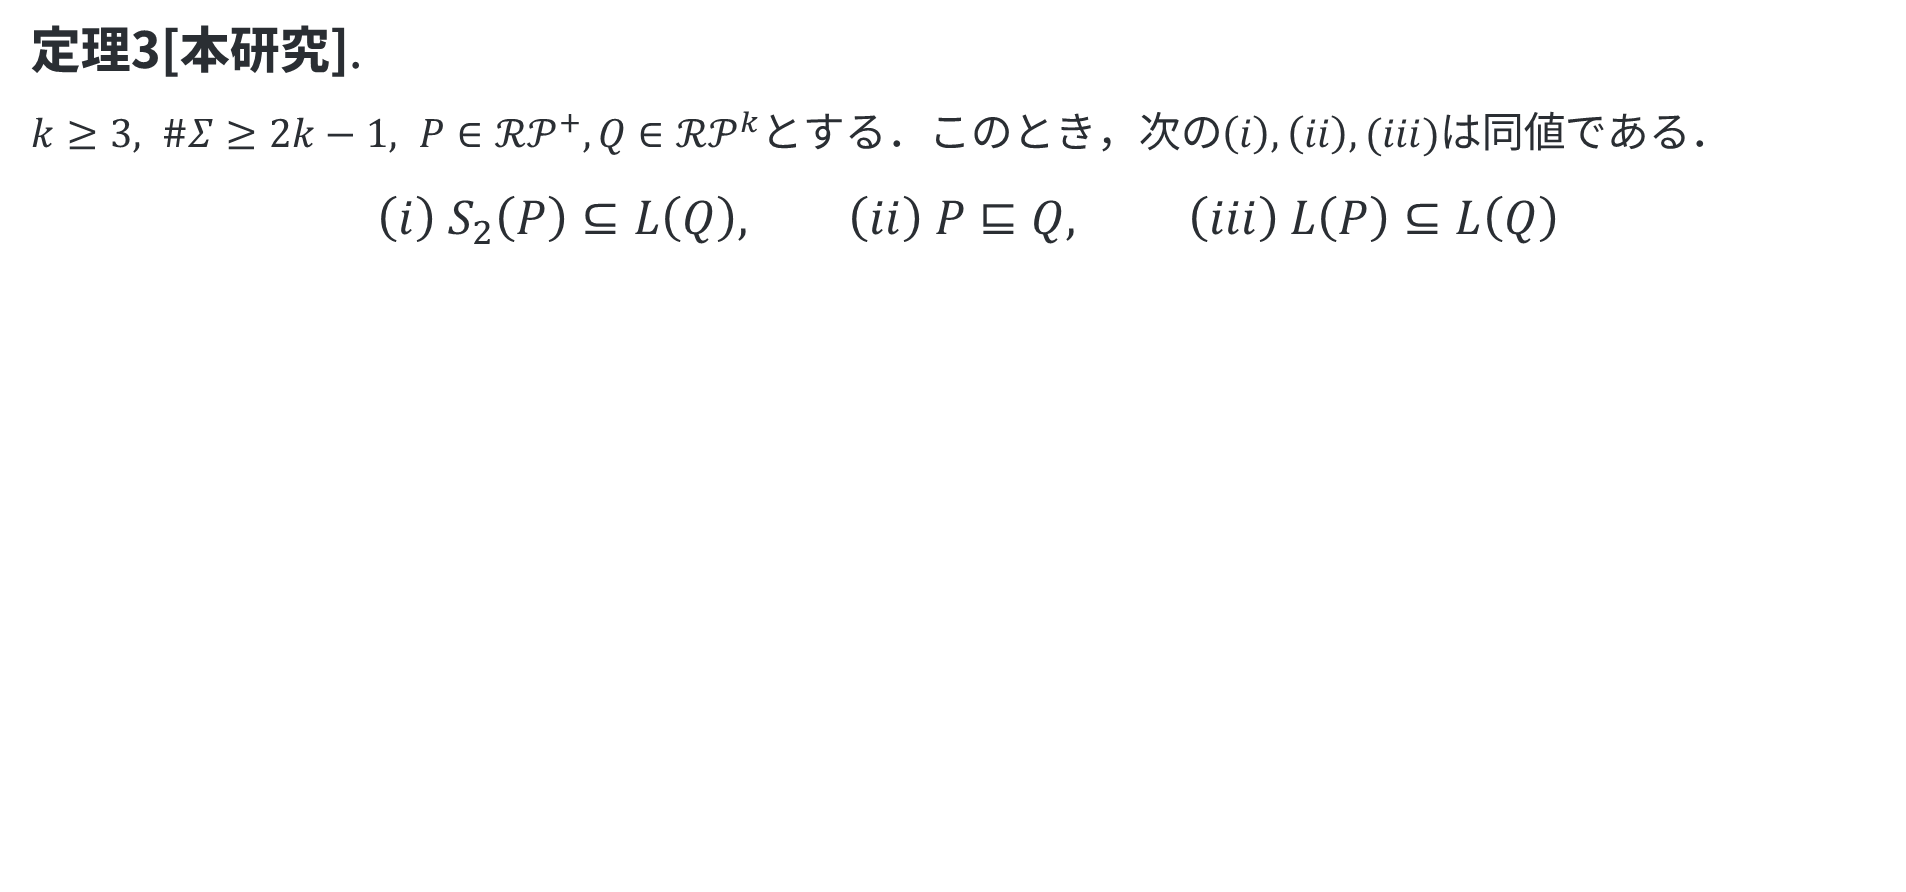 定理3[本研究].
k ≥ 3, #Σ ≥ 2k − 1, P ∈ ℛ𝒫⁺, Q ∈ ℛ𝒫ᵏとする．このとき，次の(i), (ii), (iii)は同値である．
(i) S₂(P) ⊆ L(Q), (ii) P ⊑ Q, (iii) L(P) ⊆ L(Q)